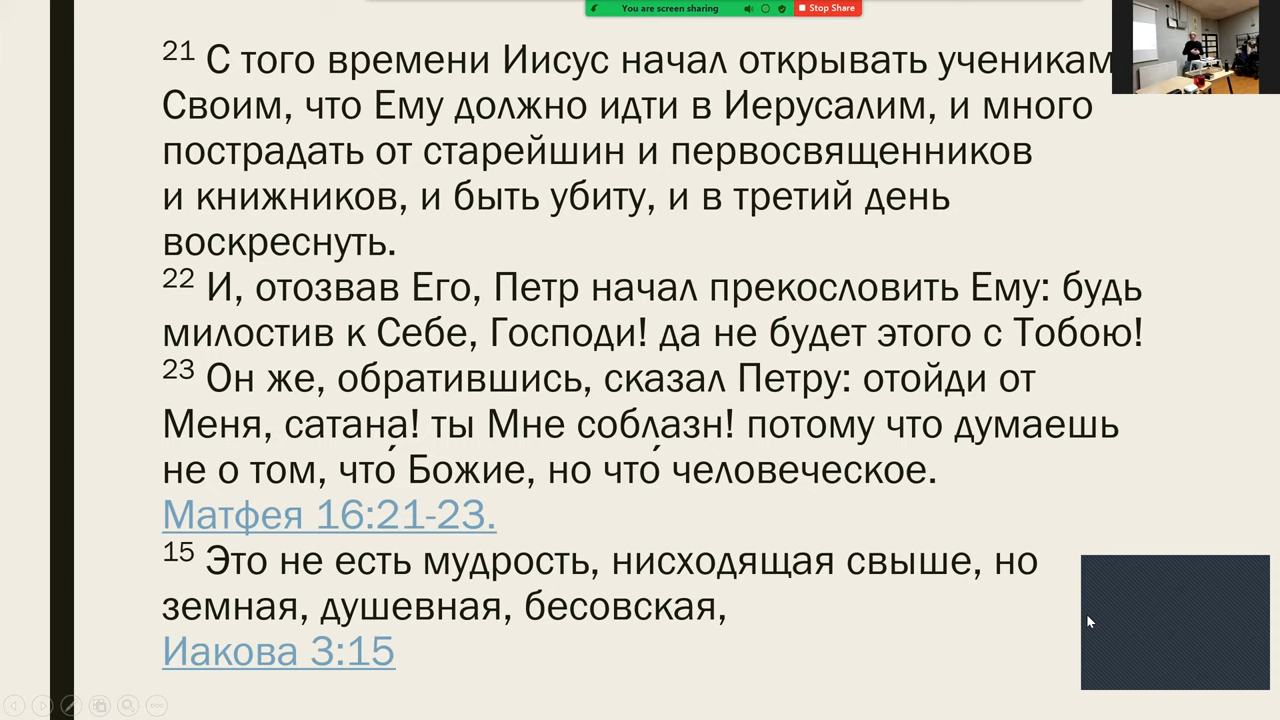 You are screen sharing Stop Share
21 С того времени Иисус начал открывать ученикам
Своим, что Ему должно идти в Иерусалим, и много
пострадать от старейшин и первосвященников
и книжников, и быть убиту, и в третий день
воскреснуть.
22 И, отозвав Его, Петр начал прекословить Ему: будь
милостив к Себе, Господи! да не будет этого с Тобою!
23 Он же, обратившись, сказал Петру: отойди от
Меня, сатана! ты Мне соблазн! потому что думаешь
не о том, что́ Божие, но что́ человеческое.
Матфея 16:21-23.
15 Это не есть мудрость, нисходящая свыше, но
земная, душевная, бесовская,
Иакова 3:15